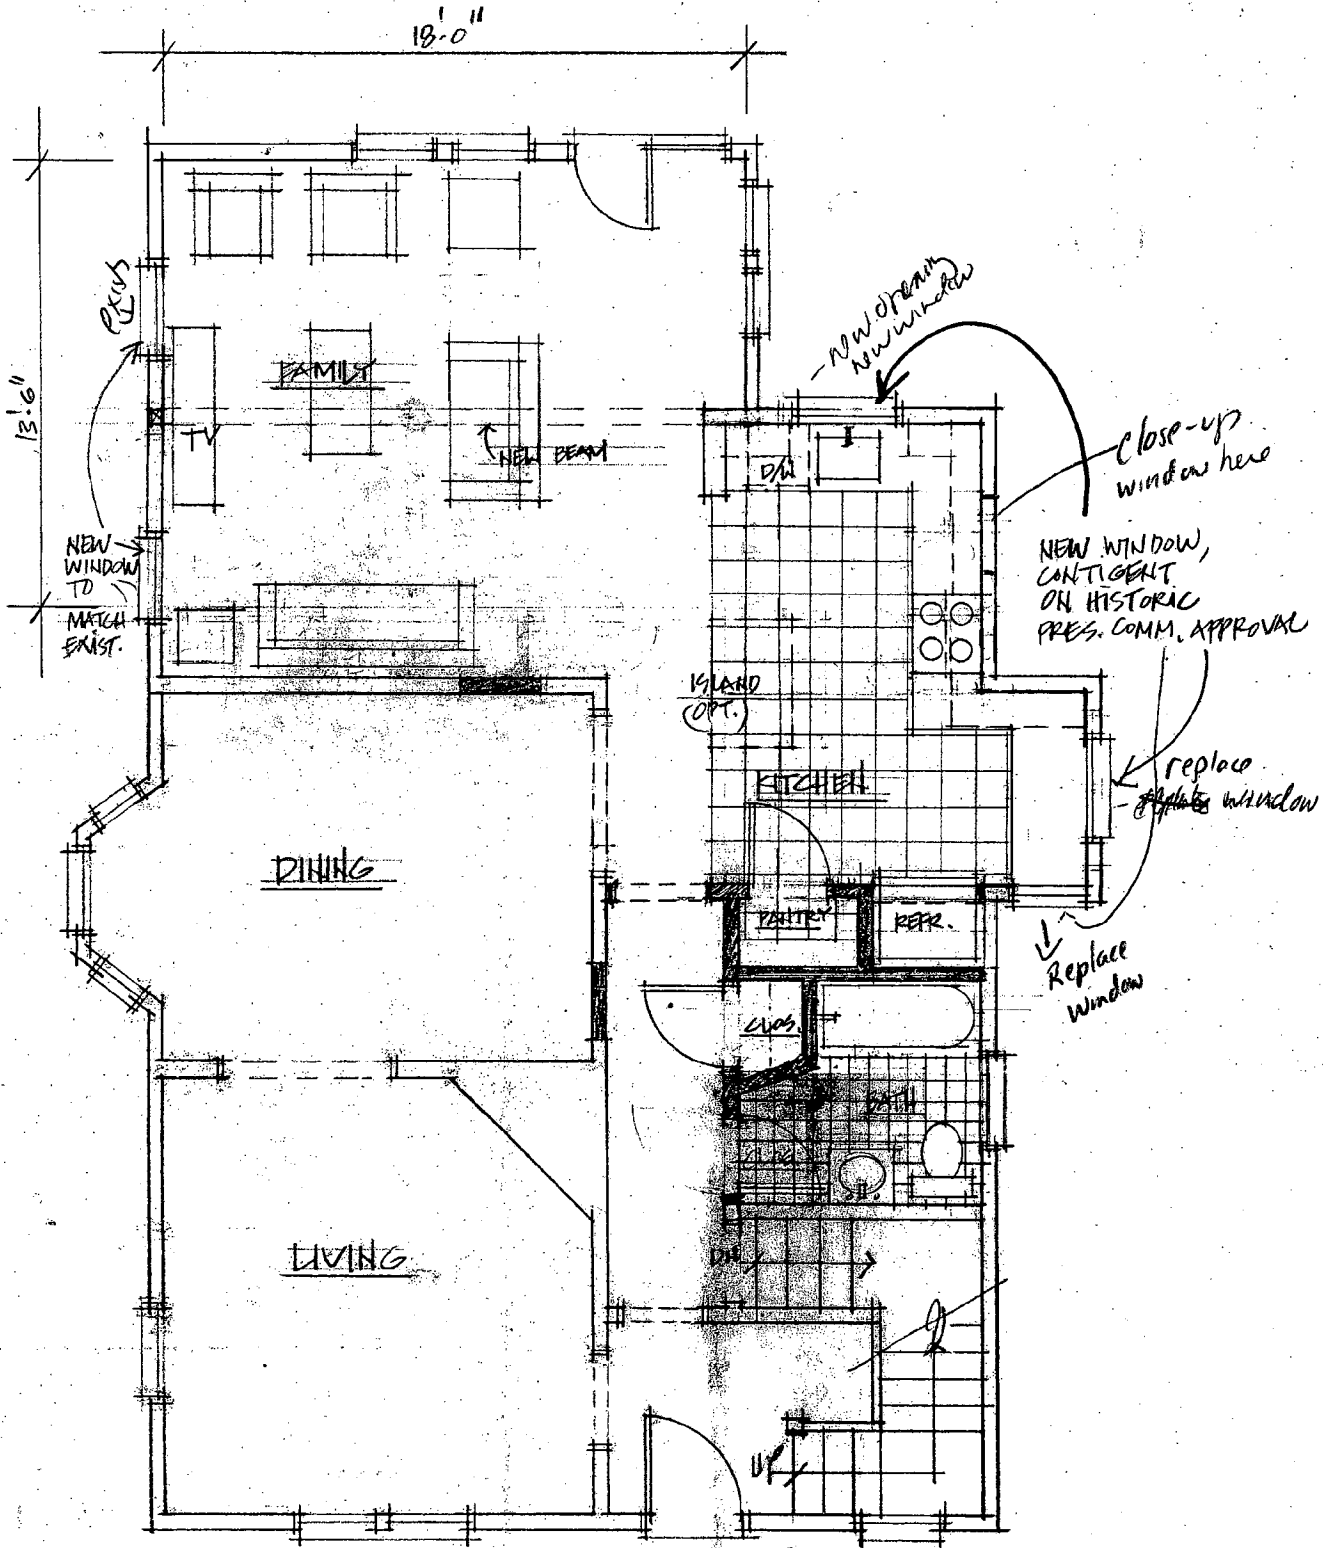 18'-0"
13'-6"
EXIST
FAMILY
TV
NEW BEAM
NEW
WINDOW
TO
MATCH
EXIST.
- new opening
new window
close-up
window here
NEW WINDOW,
CONTIGENT
ON HISTORIC
PRES. COMM. APPROVAL
D/W
ISLAND
(OPT.)
KITCHEN
replace
window
DINING
PANTRY
REFR.
Replace
window
CLOS.
BATH
LIVING
DN
UP